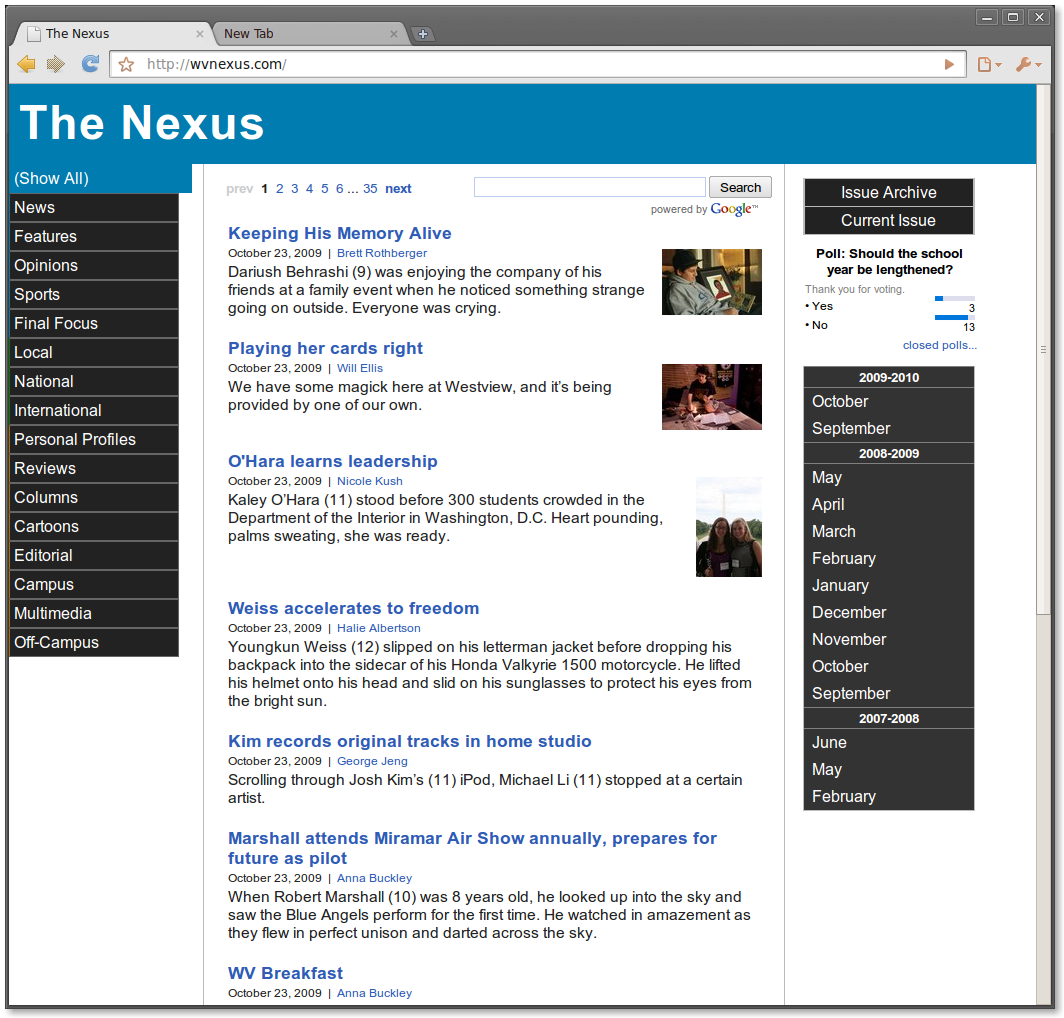 The Nexus
New Tab
http://wvnexus.com/
The Nexus
(Show All)
News
Features
Opinions
Sports
Final Focus
Local
National
International
Personal Profiles
Reviews
Columns
Cartoons
Editorial
Campus
Multimedia
Off-Campus
prev 1 2 3 4 5 6 ... 35 next
Search
powered by Google™
Keeping His Memory Alive
October 23, 2009 | Brett Rothberger
Dariush Behrashi (9) was enjoying the company of his
friends at a family event when he noticed something strange
going on outside. Everyone was crying.
Playing her cards right
October 23, 2009 | Will Ellis
We have some magick here at Westview, and it's being
provided by one of our own.
O'Hara learns leadership
October 23, 2009 | Nicole Kush
Kaley O'Hara (11) stood before 300 students crowded in the
Department of the Interior in Washington, D.C. Heart pounding,
palms sweating, she was ready.
Weiss accelerates to freedom
October 23, 2009 | Halie Albertson
Youngkun Weiss (12) slipped on his letterman jacket before dropping his
backpack into the sidecar of his Honda Valkyrie 1500 motorcycle. He lifted
his helmet onto his head and slid on his sunglasses to protect his eyes from
the bright sun.
Kim records original tracks in home studio
October 23, 2009 | George Jeng
Scrolling through Josh Kim's (11) iPod, Michael Li (11) stopped at a certain
artist.
Marshall attends Miramar Air Show annually, prepares for
future as pilot
October 23, 2009 | Anna Buckley
When Robert Marshall (10) was 8 years old, he looked up into the sky and
saw the Blue Angels perform for the first time. He watched in amazement as
they flew in perfect unison and darted across the sky.
WV Breakfast
October 23, 2009 | Anna Buckley
Issue Archive
Current Issue
Poll: Should the school
year be lengthened?
Thank you for voting.
• Yes 3
• No 13
closed polls...
2009-2010
October
September
2008-2009
May
April
March
February
January
December
November
October
September
2007-2008
June
May
February